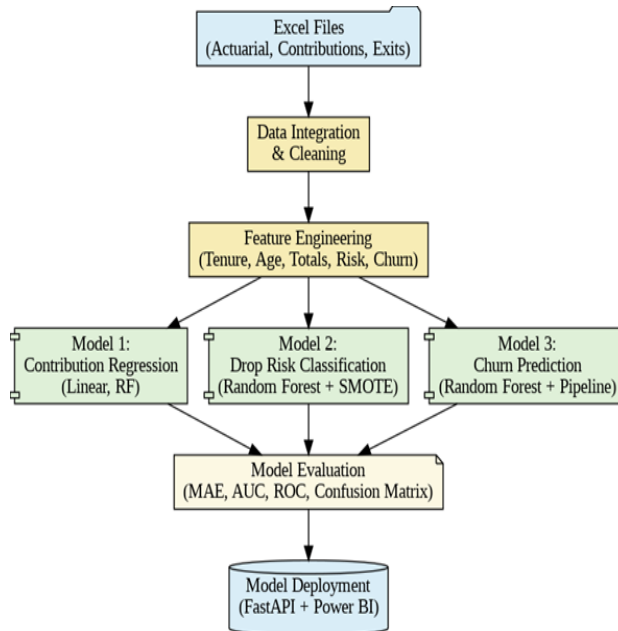 Excel Files
(Actuarial, Contributions, Exits)
Data Integration
& Cleaning
Feature Engineering
(Tenure, Age, Totals, Risk, Churn)
Model 1:
Contribution Regression
(Linear, RF)
Model 2:
Drop Risk Classification
(Random Forest + SMOTE)
Model 3:
Churn Prediction
(Random Forest + Pipeline)
Model Evaluation
(MAE, AUC, ROC, Confusion Matrix)
Model Deployment
(FastAPI + Power BI)